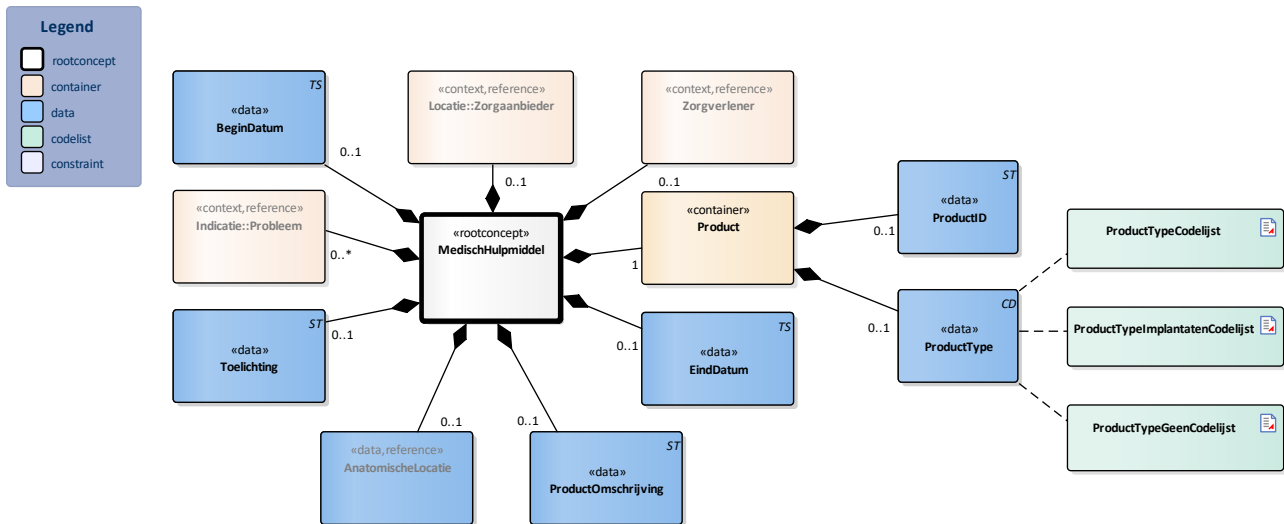 Legend
rootconcept
container
data
codelist
constraint
TS
«data»
BeginDatum
0..1
«context,reference»
Locatie::Zorgaanbieder
0..1
«context,reference»
Zorgverlener
0..1
«context,reference»
Indicatie::Probleem
0..*
«rootconcept»
MedischHulpmiddel
«container»
Product
1
ST
«data»
ProductID
0..1
ProductTypeCodelijst
CD
«data»
ProductType
0..1
ProductTypeImplantatenCodelijst
ProductTypeGeenCodelijst
ST
«data»
Toelichting
0..1
TS
«data»
EindDatum
0..1
«data,reference»
AnatomischeLocatie
0..1
ST
«data»
ProductOmschrijving
0..1